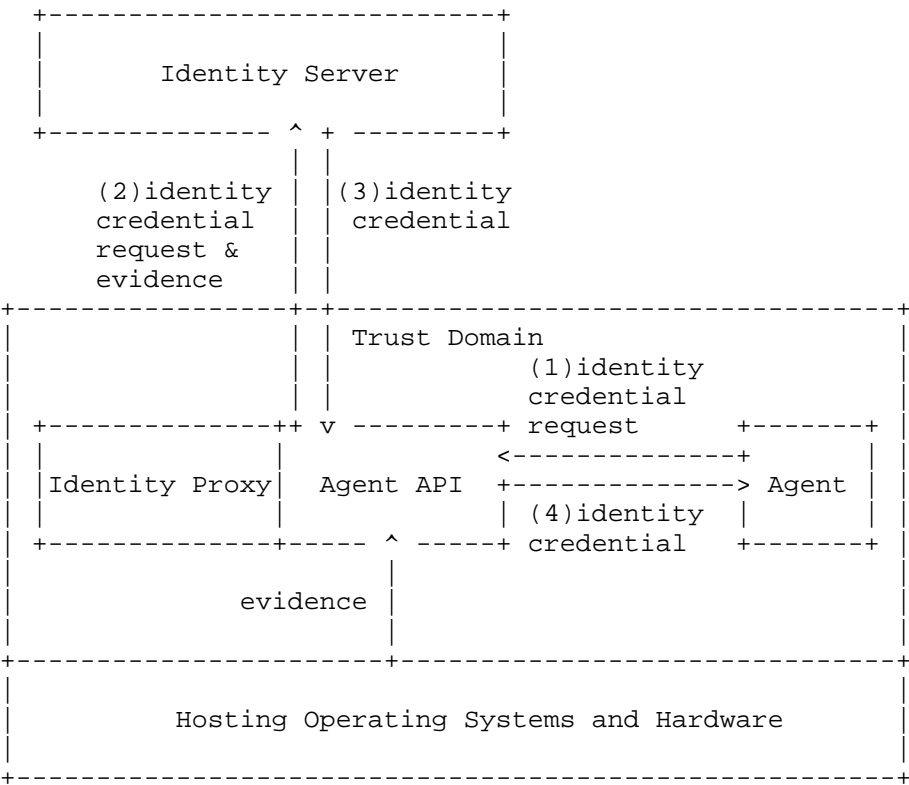 Identity Server
(2)identity (3)identity
credential credential
request &
evidence
Trust Domain
(1)identity
credential
request
Identity Proxy Agent API Agent
(4)identity
credential
evidence
Hosting Operating Systems and Hardware